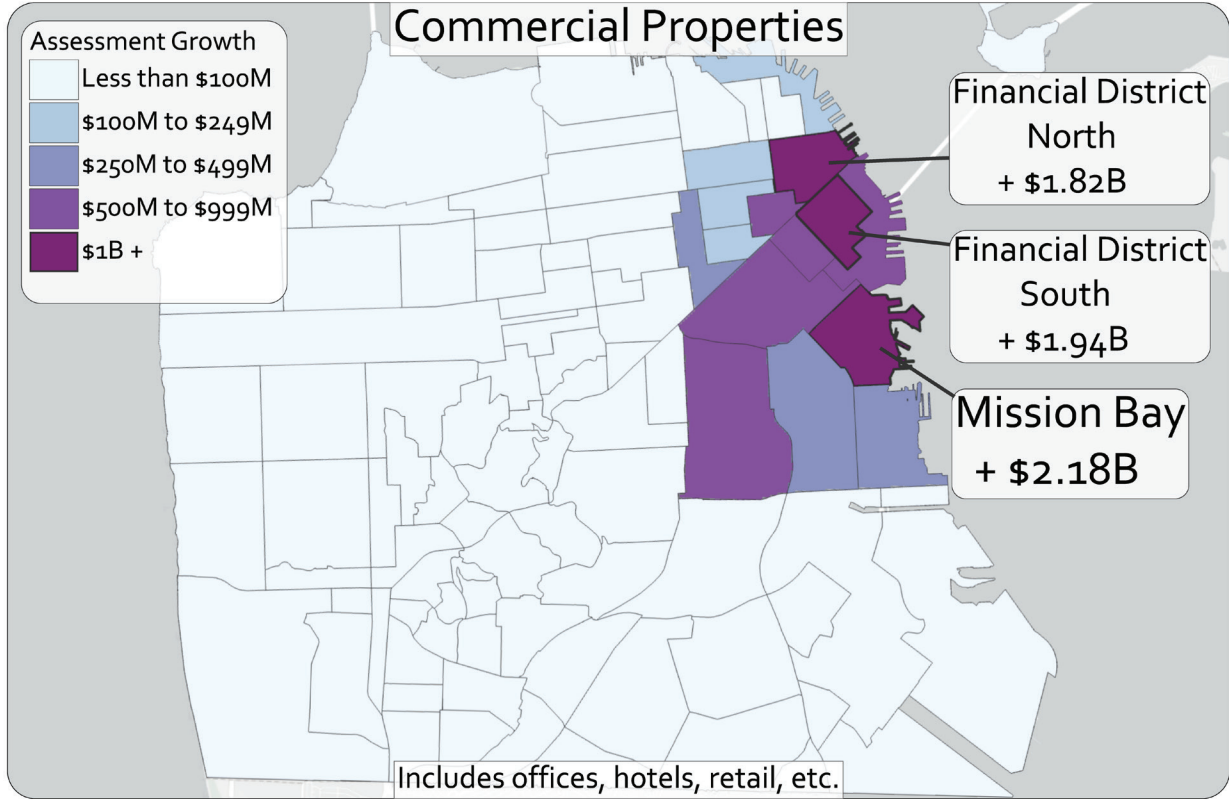 Commercial Properties
Assessment Growth
Less than $100M
$100M to $249M
$250M to $499M
$500M to $999M
$1B +
Financial District
North
+ $1.82B
Financial District
South
+ $1.94B
Mission Bay
+ $2.18B
Includes offices, hotels, retail, etc.